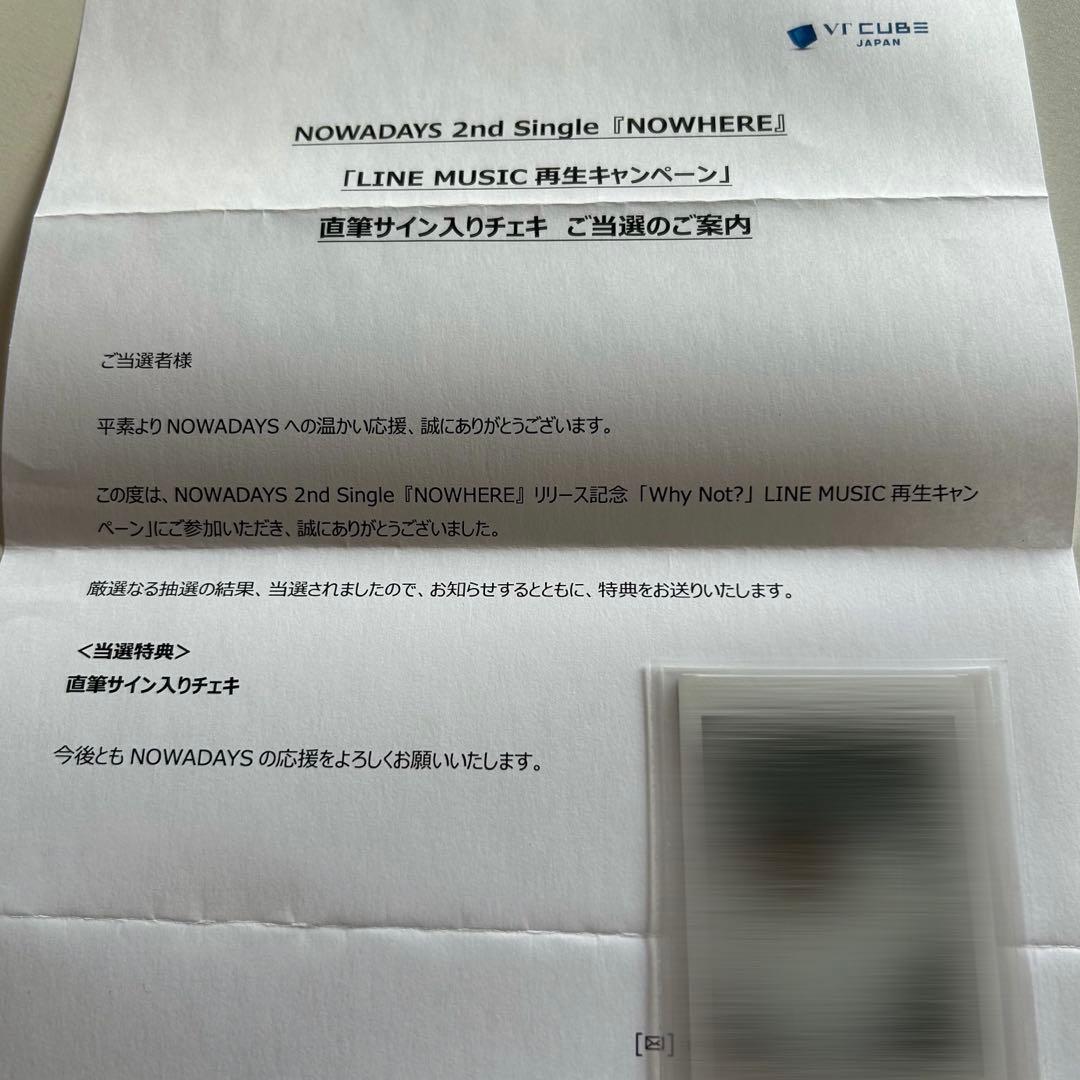 VT CUBE
JAPAN
NOWADAYS 2nd Single『NOWHERE』
「LINE MUSIC 再生キャンペーン」
直筆サイン入りチェキ ご当選のご案内
ご当選者様
平素より NOWADAYS への温かい応援、誠にありがとうございます。
この度は、NOWADAYS 2nd Single『NOWHERE』リリース記念「Why Not?」LINE MUSIC 再生キャン
ペーン」にご参加いただき、誠にありがとうございました。
厳選なる抽選の結果、当選されましたので、お知らせするとともに、特典をお送りいたします。
＜当選特典＞
直筆サイン入りチェキ
今後とも NOWADAYS の応援をよろしくお願いいたします。
[✉]